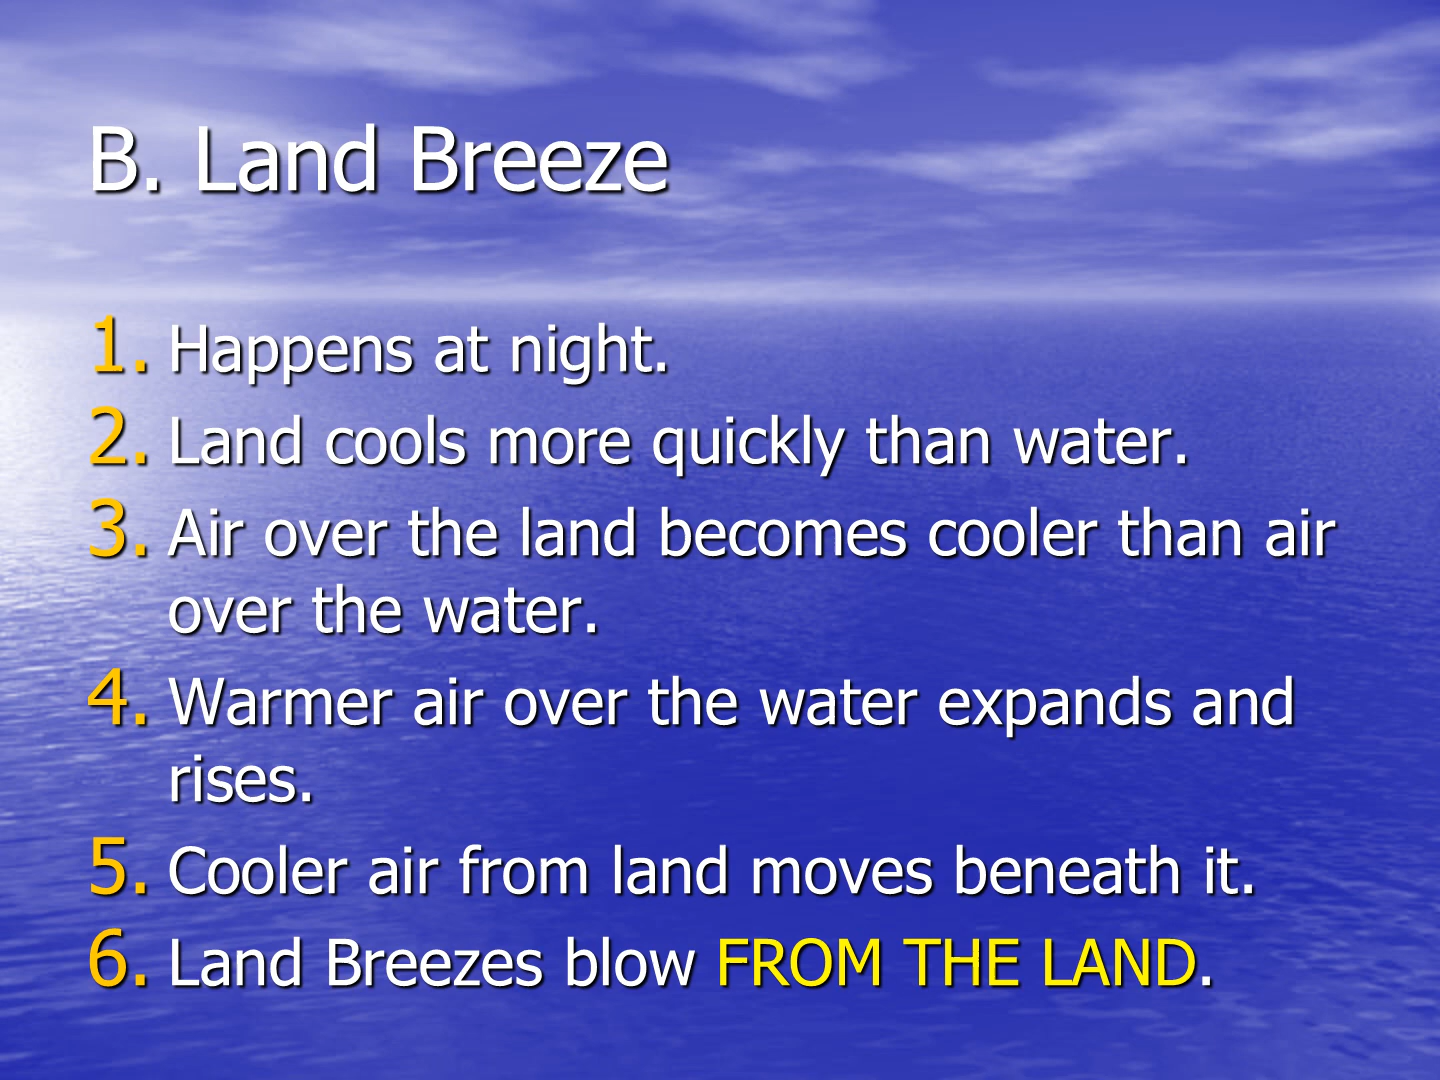 B. Land Breeze
1. Happens at night.
2. Land cools more quickly than water.
3. Air over the land becomes cooler than air
over the water.
4. Warmer air over the water expands and
rises.
5. Cooler air from land moves beneath it.
6. Land Breezes blow FROM THE LAND.